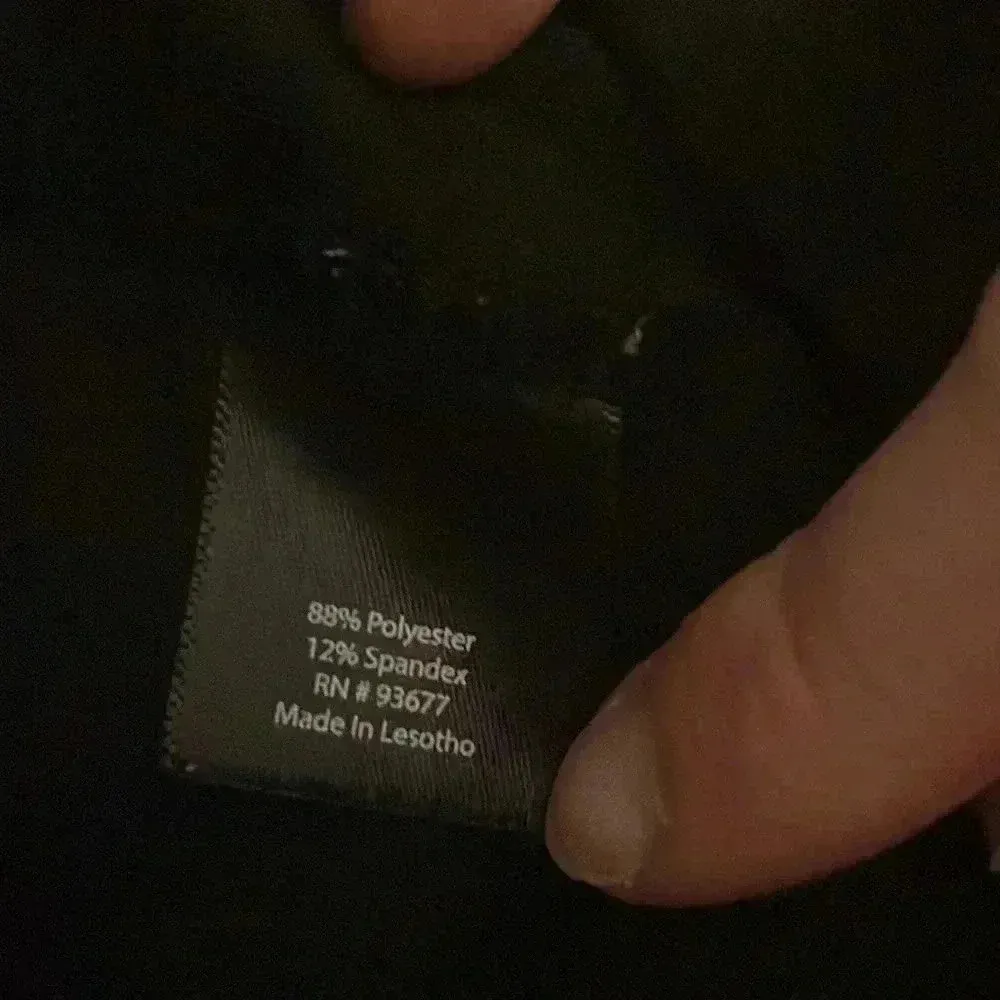 88% Polyester
12% Spandex
RN # 93677
Made In Lesotho